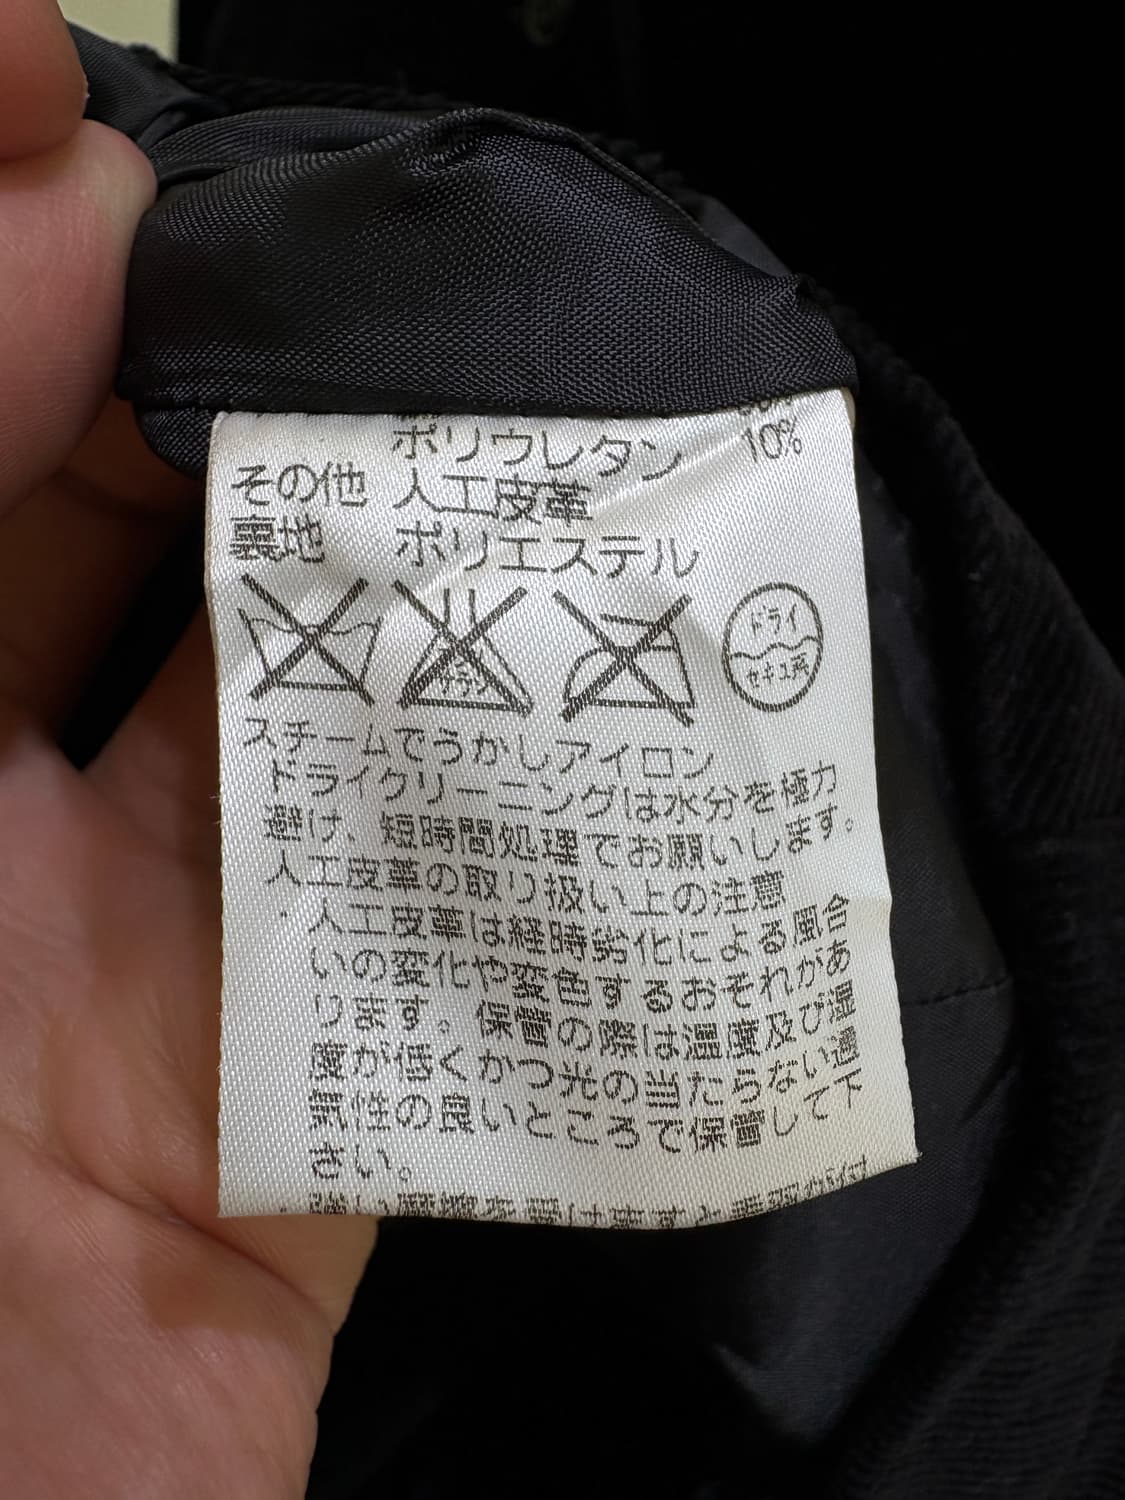 ポリウレタン 10%
その他 人工皮革
裏地 ポリエステル
ドライ
セキユ系
スチームでうかしアイロン
ドライクリーニングは水分を極力
避け、短時間処理でお願いします。
人工皮革の取り扱い上の注意
・人工皮革は経時劣化による風合
いの変化や変色するおそれがあ
ります。保管の際は温度及び湿
度が低くかつ光の当たらない通
気性の良いところで保管して下
さい。